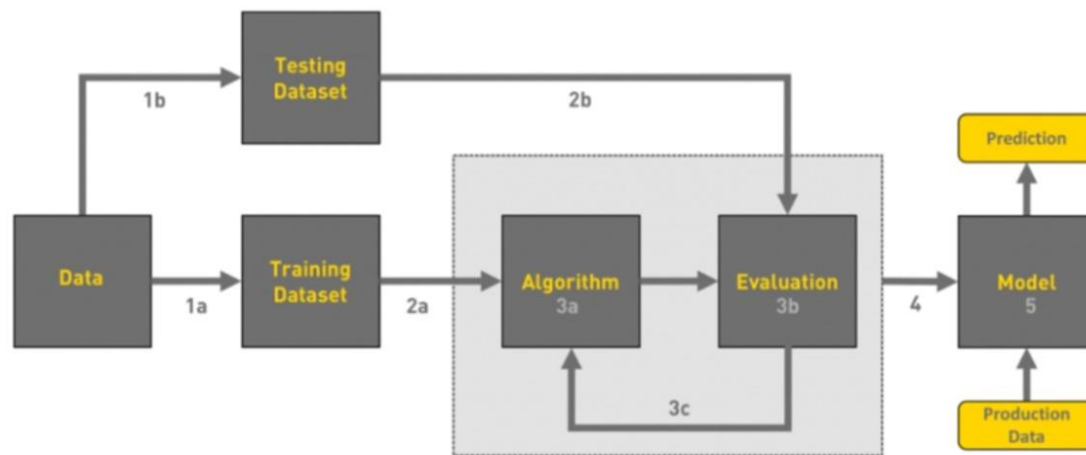 Testing
Dataset
1b
2b
Prediction
Data
1a
Training
Dataset
2a
Algorithm
3a
Evaluation
3b
4
Model
5
3c
Production
Data